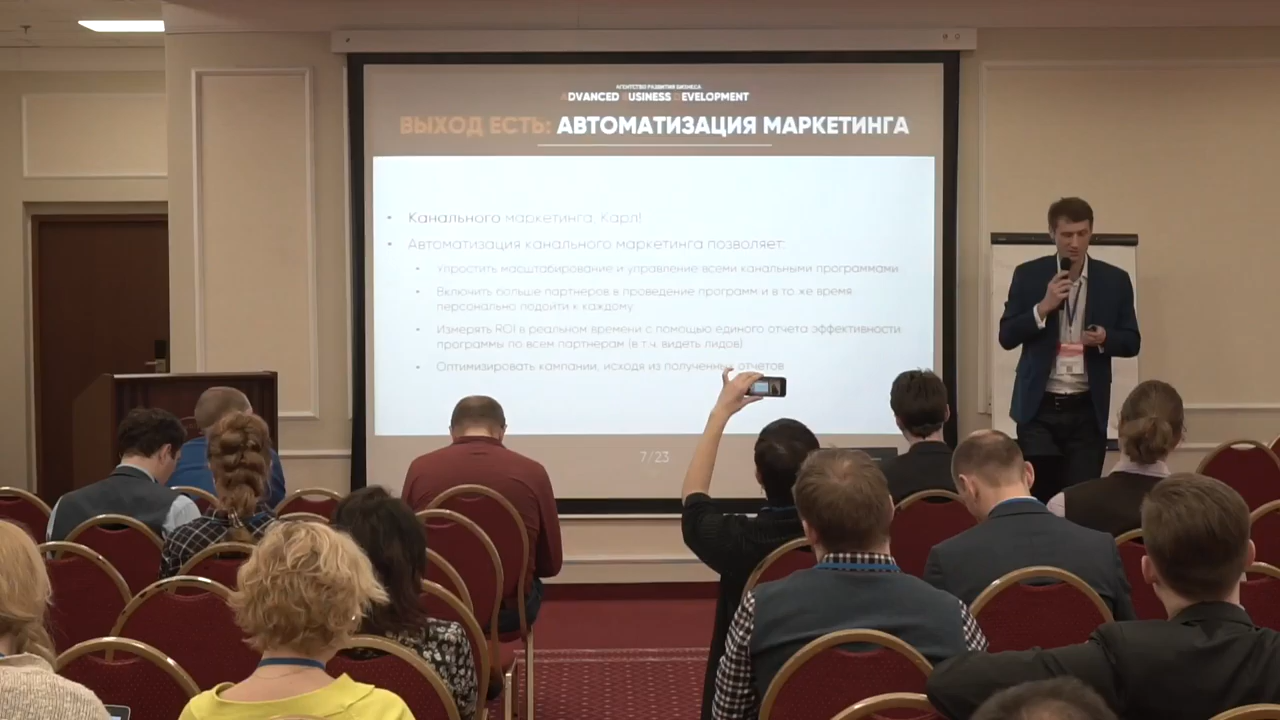 АГЕНТСТВО РАЗВИТИЯ БИЗНЕСА
ADVANCED BUSINESS DEVELOPMENT
ВЫХОД ЕСТЬ: АВТОМАТИЗАЦИЯ МАРКЕТИНГА
• Канального маркетинга, Карл!
• Автоматизация канального маркетинга позволяет:
• Упростить масштабирование и управление всеми канальными программами
• Включить больше партнеров в проведение программ и в то же время
персонально подойти к каждому
• Измерять ROI в реальном времени с помощью единого отчета эффективности
программы по всем партнерам (в т.ч. видеть лидов)
• Оптимизировать кампании, исходя из полученных отчетов
7/23